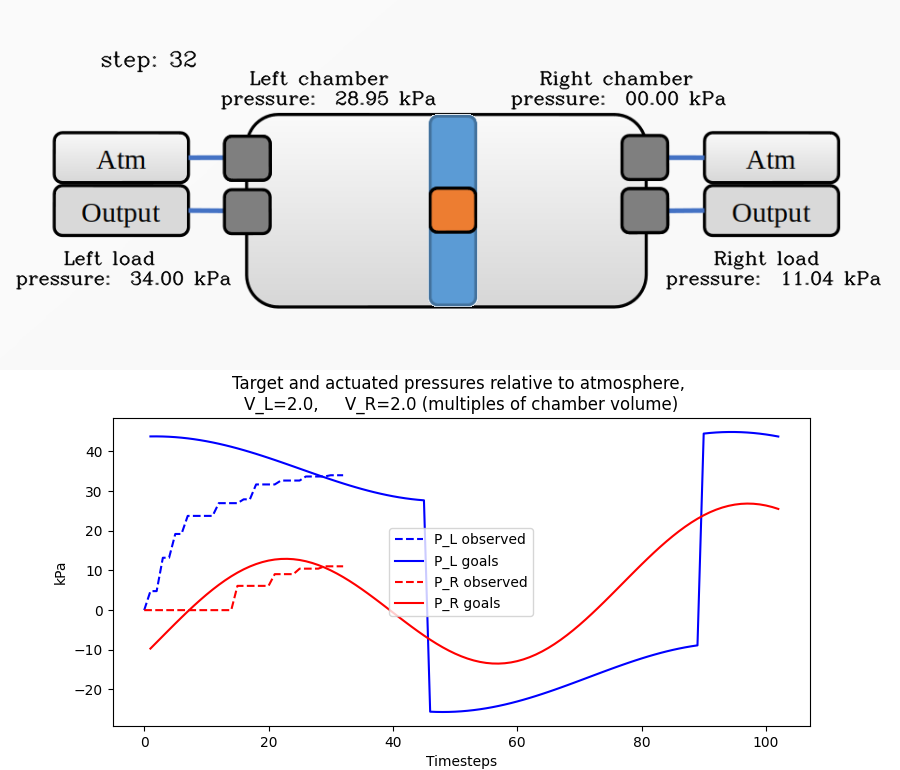 step: 32
Left chamber
pressure: 28.95 kPa
Right chamber
pressure: 00.00 kPa
Atm
Output
Atm
Output
Left load
pressure: 34.00 kPa
Right load
pressure: 11.04 kPa
Target and actuated pressures relative to atmosphere,
V_L=2.0, V_R=2.0 (multiples of chamber volume)
kPa
40
30
20
10
0
−10
−20
P_L observed
P_L goals
P_R observed
P_R goals
0 20 40 60 80 100
Timesteps